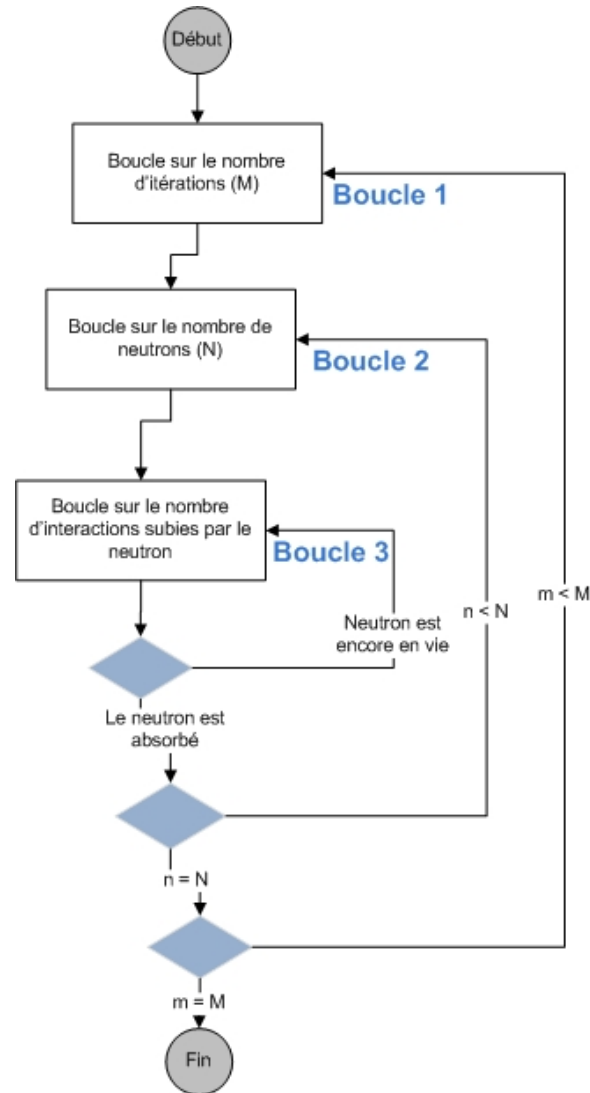 Début
Boucle sur le nombre
d'itérations (M)
Boucle 1
Boucle sur le nombre de
neutrons (N)
Boucle 2
Boucle sur le nombre
d'interactions subies par le
neutron
Boucle 3
m < M
n < N
Neutron est
encore en vie
Le neutron est
absorbé
n = N
m = M
Fin